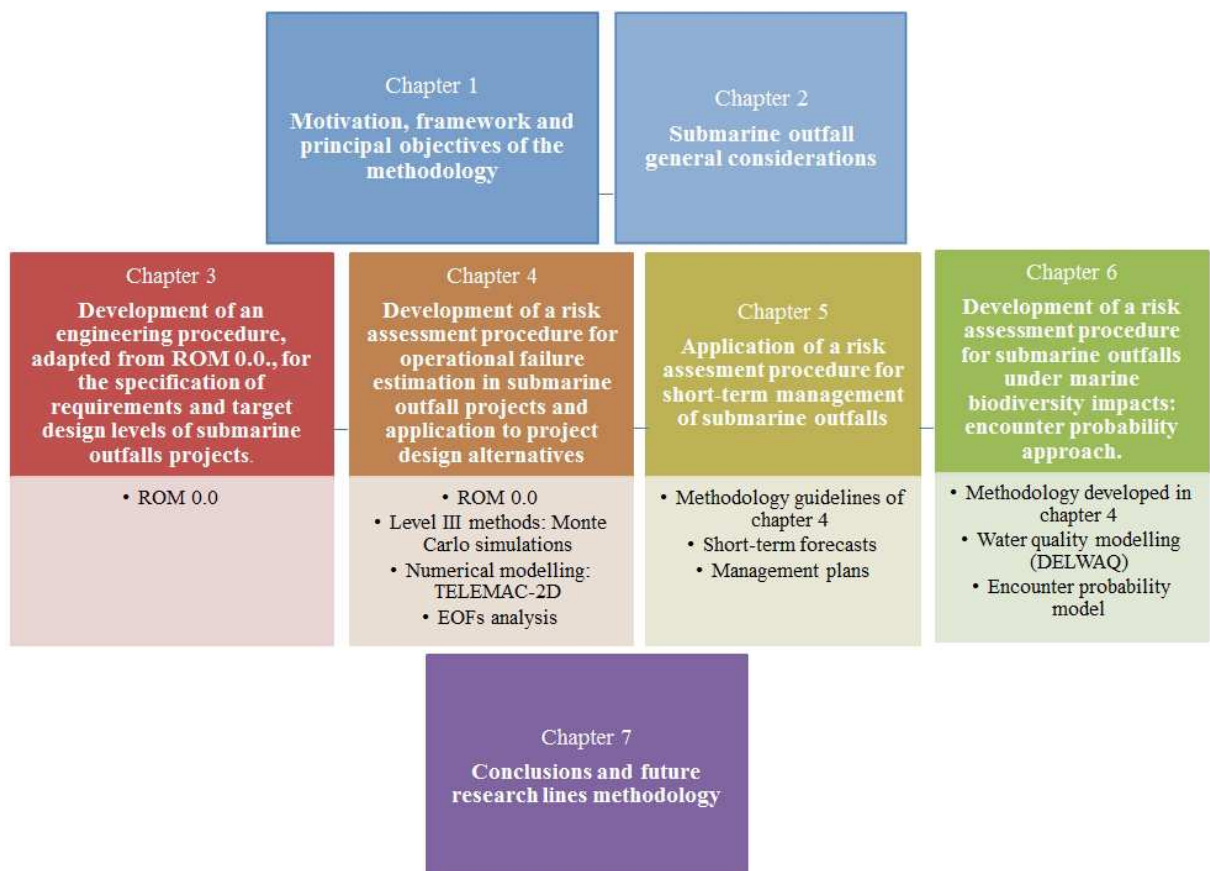 Chapter 1
Motivation, framework and
principal objectives of the
methodology
Chapter 2
Submarine outfall
general considerations
Chapter 3
Development of an
engineering procedure,
adapted from ROM 0.0., for
the specification of
requirements and target
design levels of submarine
outfalls projects.
• ROM 0.0
Chapter 4
Development of a risk
assessment procedure for
operational failure
estimation in submarine
outfall projects and
application to project
design alternatives
• ROM 0.0
• Level III methods: Monte
Carlo simulations
• Numerical modelling:
TELEMAC-2D
• EOFs analysis
Chapter 5
Application of a risk
assesment procedure for
short-term management
of submarine outfalls
• Methodology guidelines of
chapter 4
• Short-term forecasts
• Management plans
Chapter 6
Development of a risk
assessment procedure
for submarine outfalls
under marine
biodiversity impacts:
encounter probability
approach.
• Methodology developed in
chapter 4
• Water quality modelling
(DELWAQ)
• Encounter probability
model
Chapter 7
Conclusions and future
research lines methodology